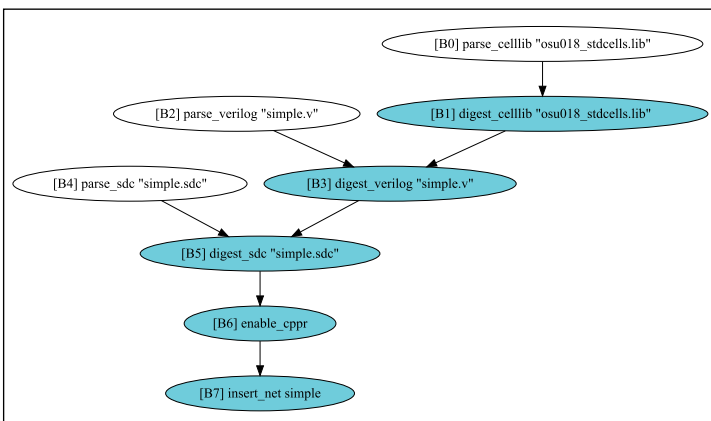 [B0] parse_celllib "osu018_stdcells.lib"
[B2] parse_verilog "simple.v"
[B1] digest_celllib "osu018_stdcells.lib"
[B4] parse_sdc "simple.sdc"
[B3] digest_verilog "simple.v"
[B5] digest_sdc "simple.sdc"
[B6] enable_cppr
[B7] insert_net simple